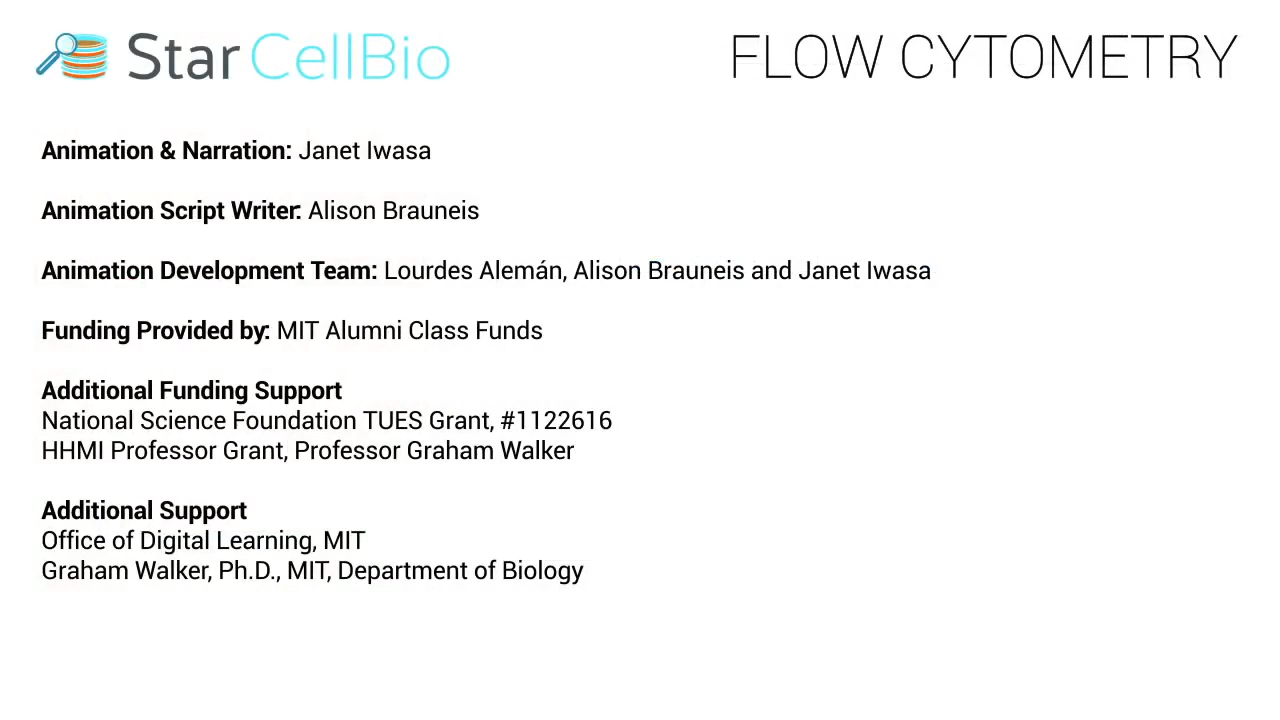 StarCellBio
FLOW CYTOMETRY
Animation & Narration: Janet Iwasa
Animation Script Writer: Alison Brauneis
Animation Development Team: Lourdes Alemán, Alison Brauneis and Janet Iwasa
Funding Provided by: MIT Alumni Class Funds
Additional Funding Support
National Science Foundation TUES Grant, #1122616
HHMI Professor Grant, Professor Graham Walker
Additional Support
Office of Digital Learning, MIT
Graham Walker, Ph.D., MIT, Department of Biology